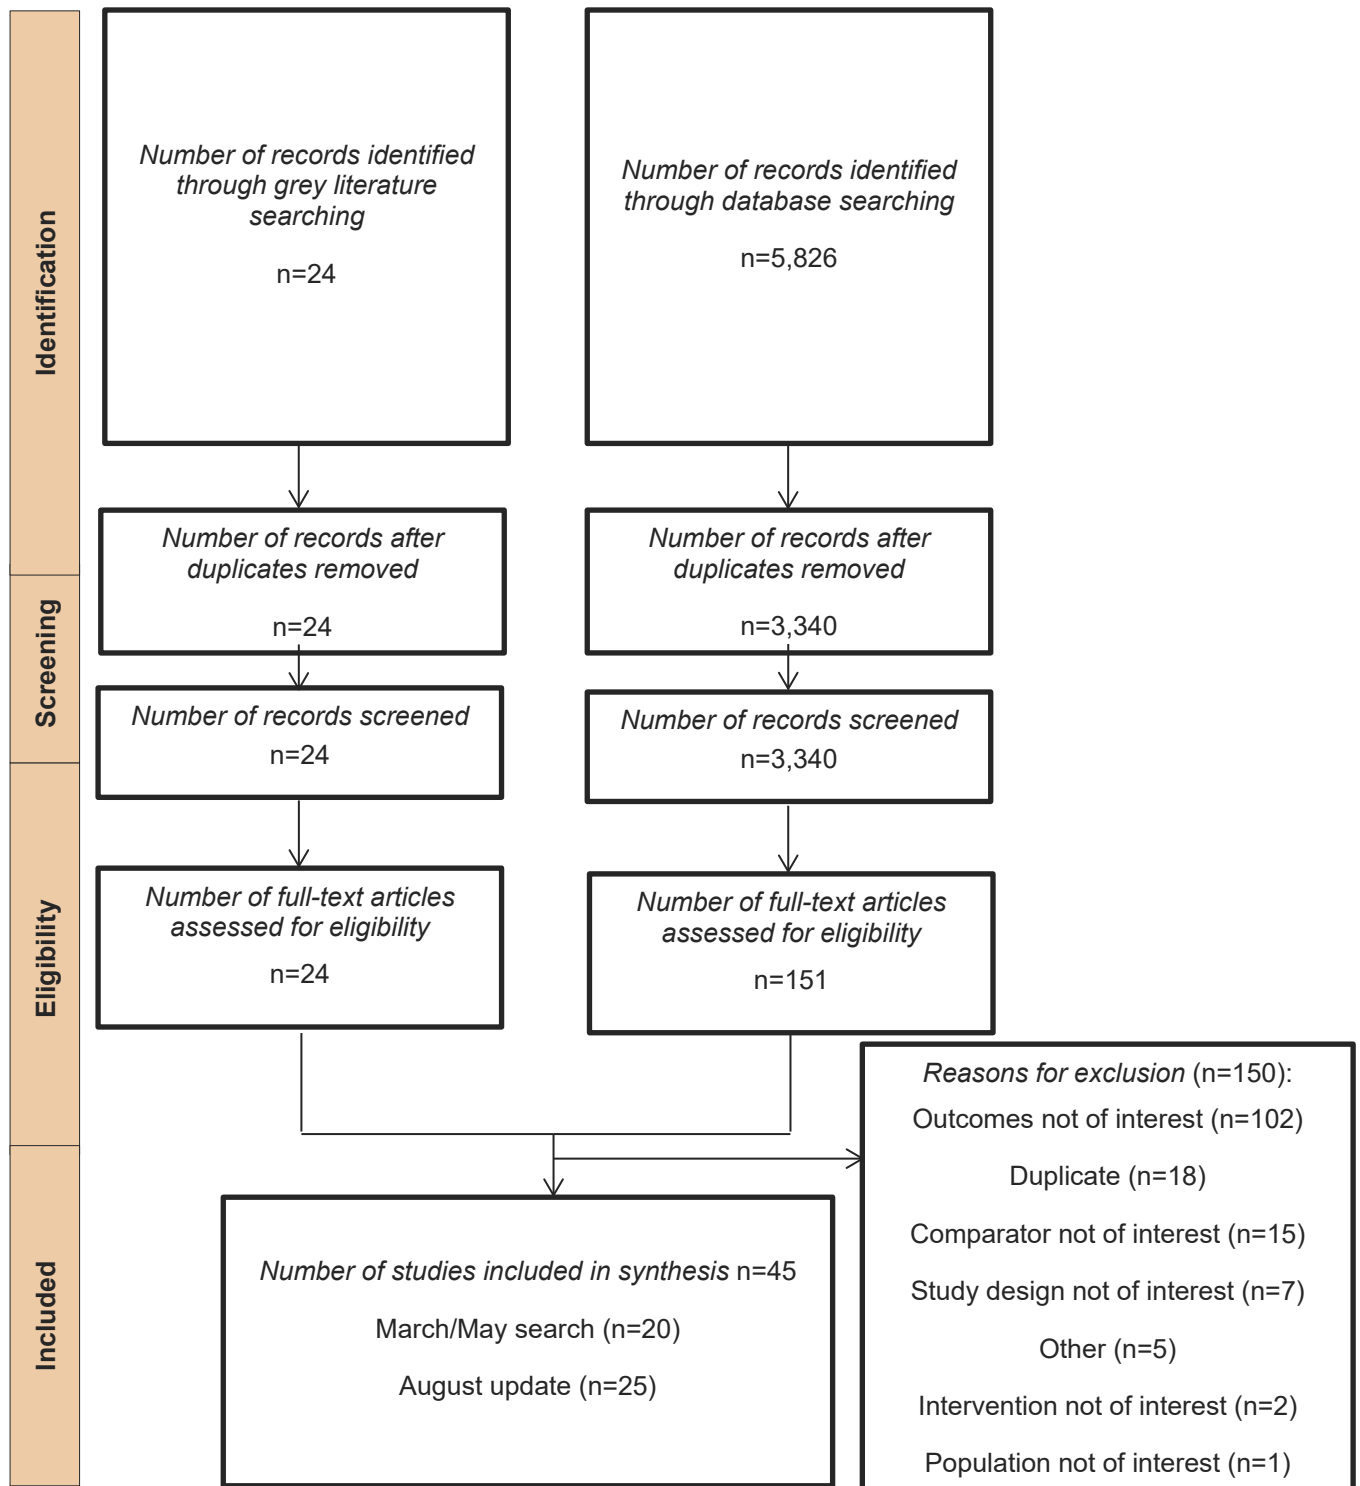 Identification
Number of records identified
through grey literature
searching
n=24
Number of records identified
through database searching
n=5,826
Number of records after
duplicates removed
n=24
Number of records after
duplicates removed
n=3,340
Screening
Number of records screened
n=24
Number of records screened
n=3,340
Eligibility
Number of full-text articles
assessed for eligibility
n=24
Number of full-text articles
assessed for eligibility
n=151
Reasons for exclusion (n=150):
Outcomes not of interest (n=102)
Duplicate (n=18)
Comparator not of interest (n=15)
Study design not of interest (n=7)
Other (n=5)
Intervention not of interest (n=2)
Population not of interest (n=1)
Included
Number of studies included in synthesis n=45
March/May search (n=20)
August update (n=25)